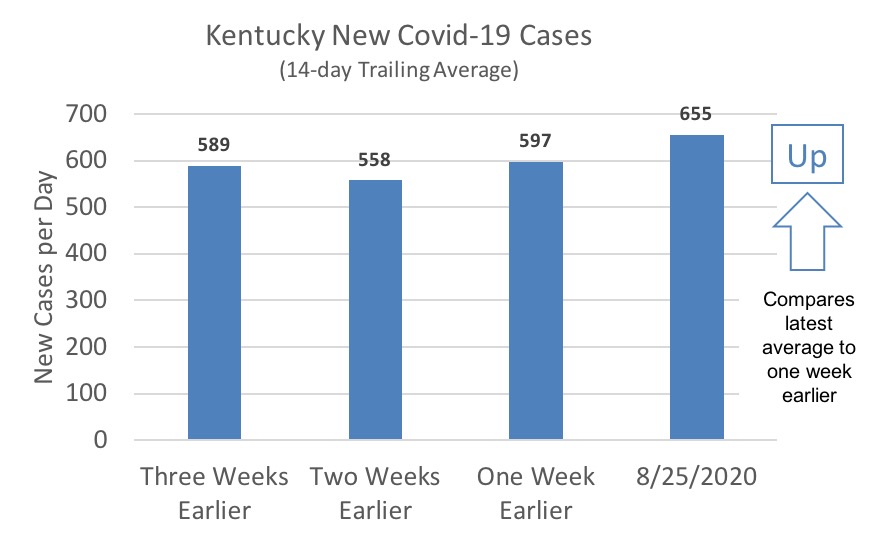 Kentucky New Covid-19 Cases
(14-day Trailing Average)
New Cases per Day
700
600
500
400
300
200
100
0
589
558
597
655
Three Weeks
Earlier
Two Weeks
Earlier
One Week
Earlier
8/25/2020
Up
Compares
latest
average to
one week
earlier